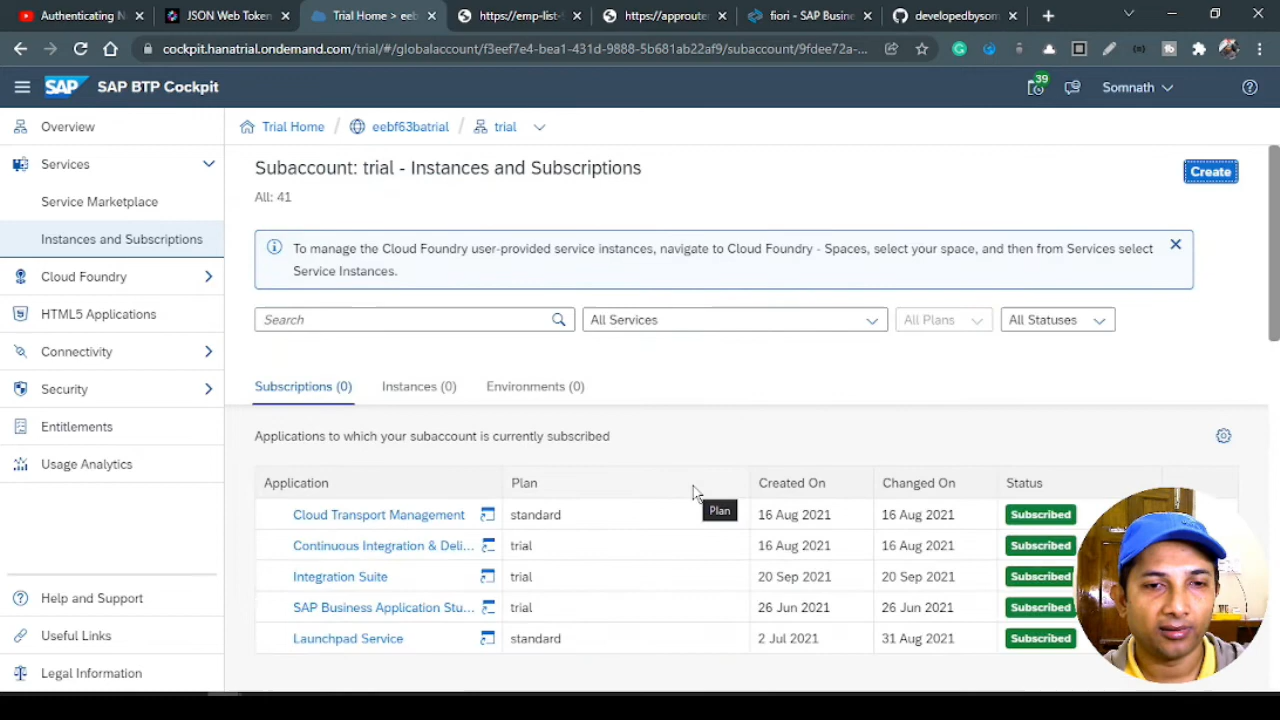 Authenticating N
JSON Web Token
Trial Home > eeb
https://emp-list-
https://approute
fiori - SAP Busine
developedbysom
cockpit.hanatrial.ondemand.com/trial/#/globalaccount/f3eef7e4-bea1-431d-9888-5b681ab22af9/subaccount/9fdee72a-...
SAP
SAP BTP Cockpit
39
Somnath
Overview
Services
Service Marketplace
Instances and Subscriptions
Cloud Foundry
HTML5 Applications
Connectivity
Security
Entitlements
Usage Analytics
Help and Support
Useful Links
Legal Information
Trial Home / eebf63batrial / trial
Subaccount: trial - Instances and Subscriptions
Create
All: 41
To manage the Cloud Foundry user-provided service instances, navigate to Cloud Foundry - Spaces, select your space, and then from Services select
Service Instances.
Search
All Services
All Plans
All Statuses
Subscriptions (0)
Instances (0)
Environments (0)
Applications to which your subaccount is currently subscribed
Application Plan Created On Changed On Status
Cloud Transport Management standard 16 Aug 2021 16 Aug 2021 Subscribed
Continuous Integration & Deli... trial 16 Aug 2021 16 Aug 2021 Subscribed
Integration Suite trial 20 Sep 2021 20 Sep 2021 Subscribed
SAP Business Application Stu... trial 26 Jun 2021 26 Jun 2021 Subscribed
Launchpad Service standard 2 Jul 2021 31 Aug 2021 Subscribed
Plan